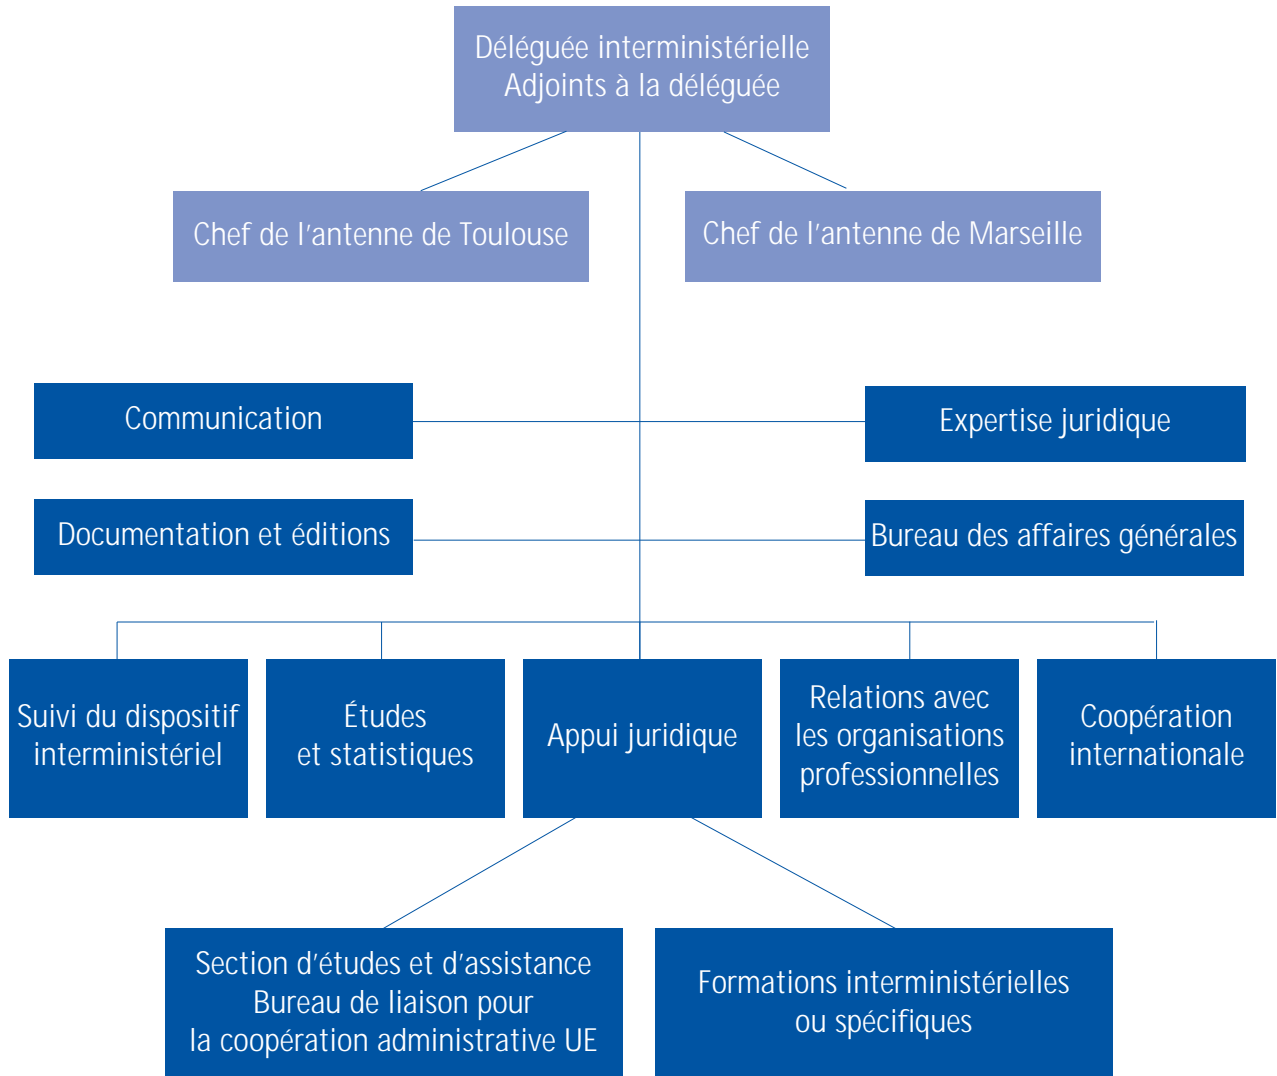 Déléguée interministérielle
Adjoints à la déléguée
Chef de l'antenne de Toulouse
Chef de l'antenne de Marseille
Communication
Expertise juridique
Documentation et éditions
Bureau des affaires générales
Suivi du dispositif
interministériel
Études
et statistiques
Appui juridique
Relations avec
les organisations
professionnelles
Coopération
internationale
Section d'études et d'assistance
Bureau de liaison pour
la coopération administrative UE
Formations interministérielles
ou spécifiques